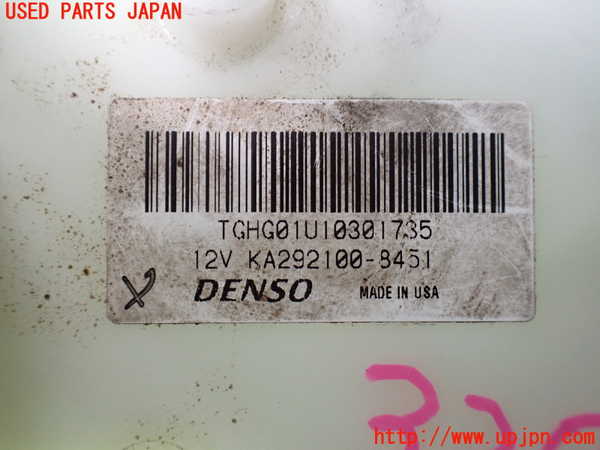 USED PARTS JAPAN
TGHG01U10301735
12V KA292100-8451
DENSO MADE IN USA
http://www.upjpn.com